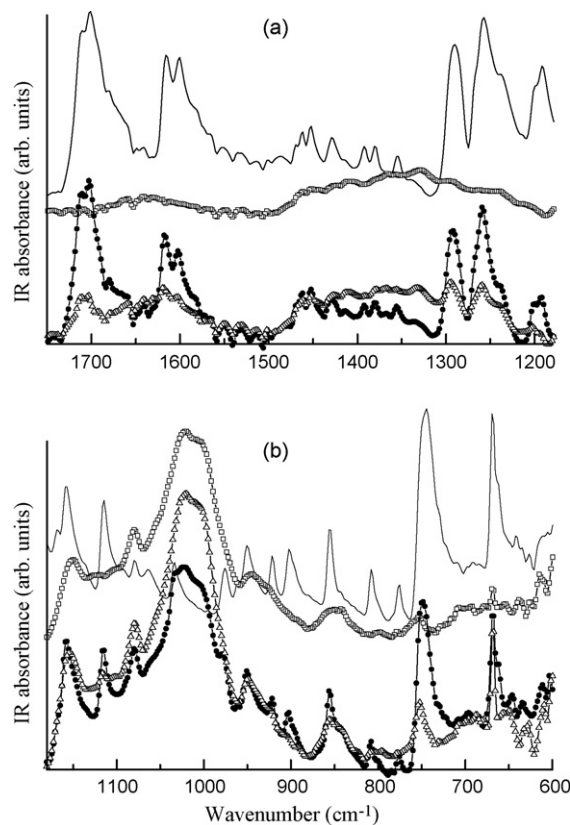 (a)
IR absorbance (arb. units)
1700 1600 1500 1400 1300 1200
(b)
IR absorbance (arb. units)
1100 1000 900 800 700 600
Wavenumber (cm-1)